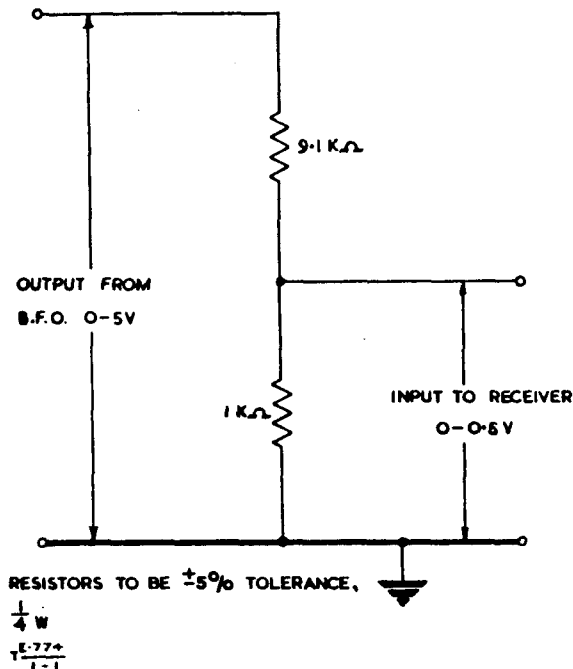 9·1 KΩ
OUTPUT FROM
B.F.O. 0-5V
1 KΩ
INPUT TO RECEIVER
0-0·5V
RESISTORS TO BE ±5% TOLERANCE,
1/4 W